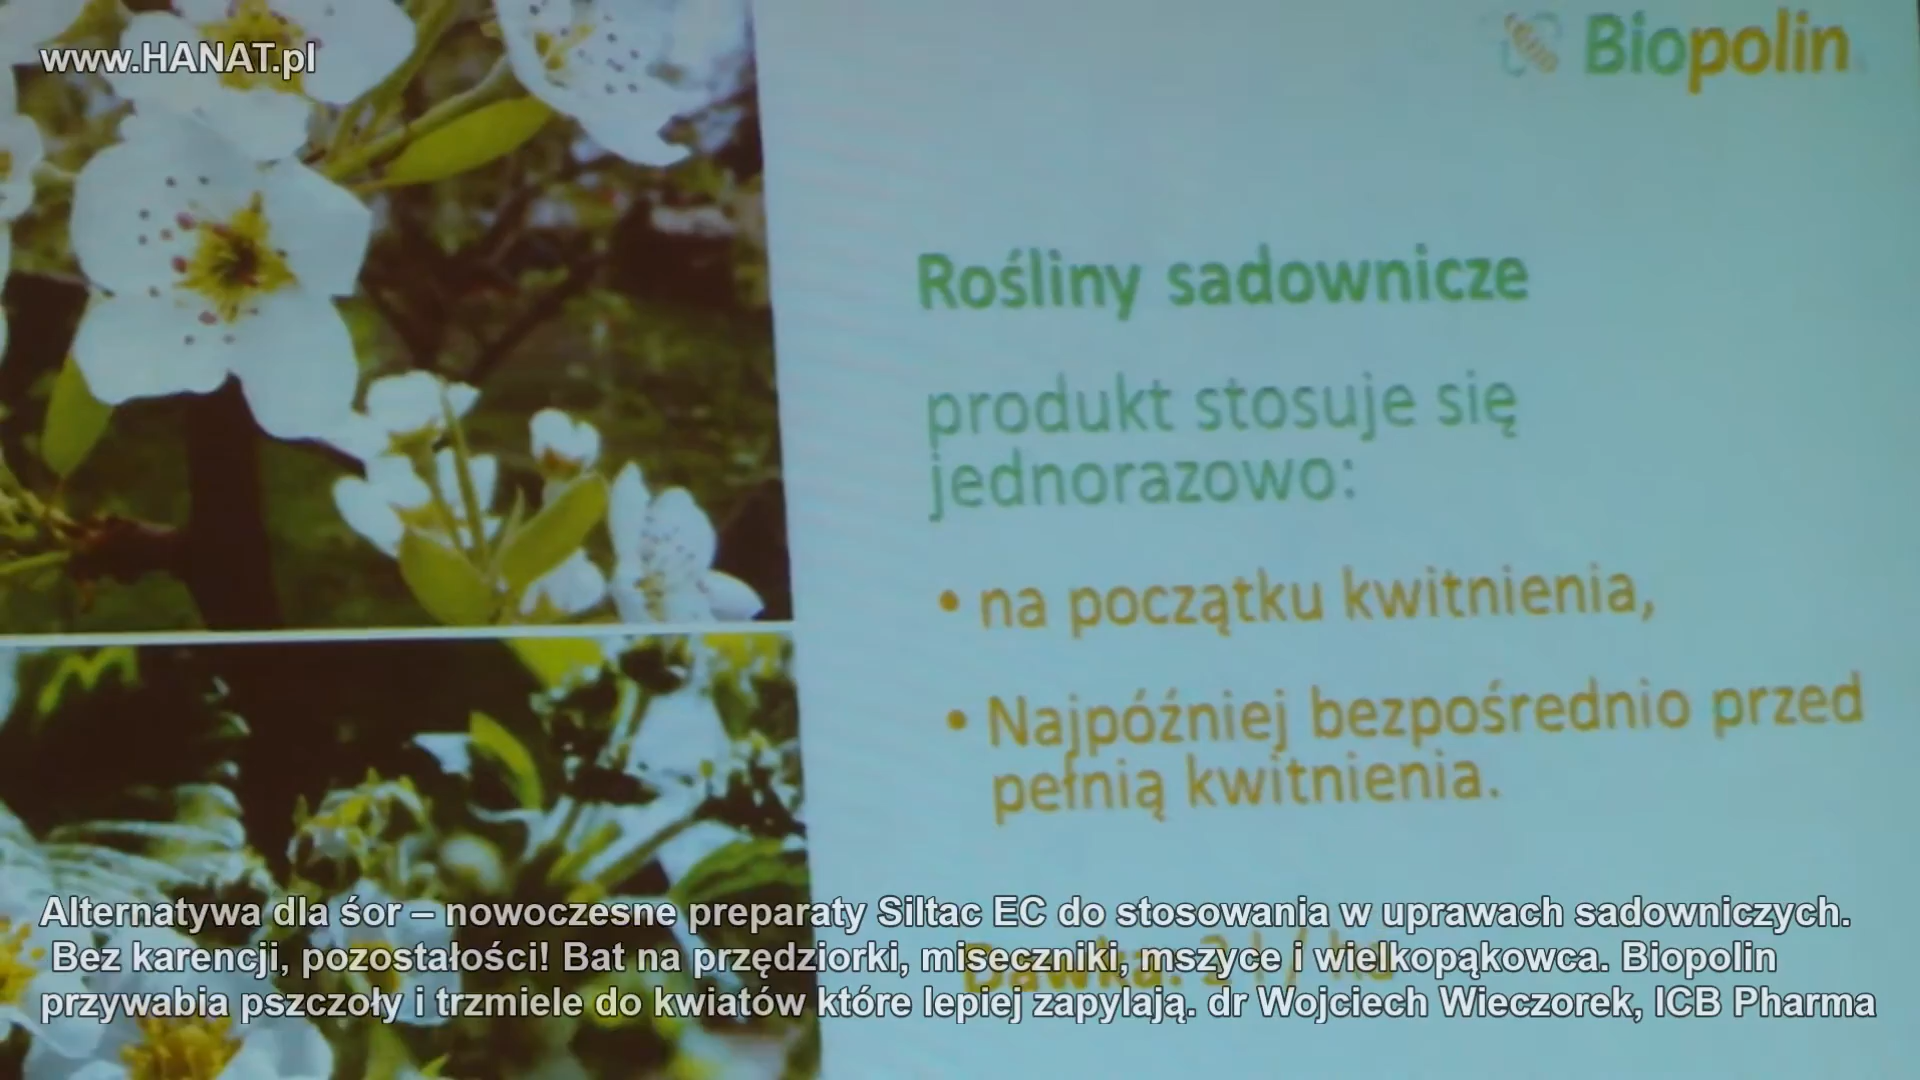 www.HANAT.pl
Biopolin
Rośliny sadownicze
produkt stosuje się
jednorazowo:
• na początku kwitnienia,
• Najpóźniej bezpośrednio przed
pełnią kwitnienia.
Alternatywa dla śor – nowoczesne preparaty Siltac EC do stosowania w uprawach sadowniczych.
Bez karencji, pozostałości! Bat na przędziorki, miseczniki, mszyce i wielkopąkowca. Biopolin
przywabia pszczoły i trzmiele do kwiatów które lepiej zapylają. dr Wojciech Wieczorek, ICB Pharma